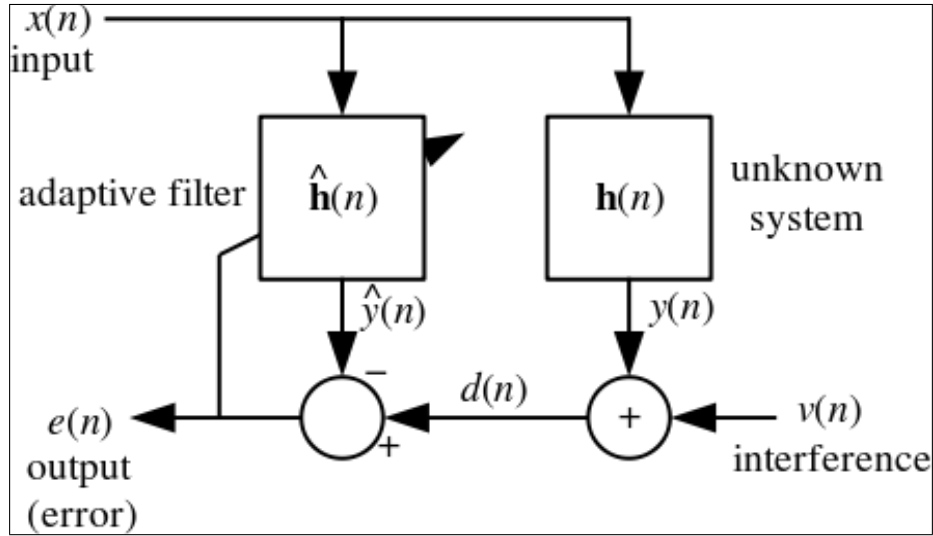 x(n)
input
adaptive filter
ĥ(n)
h(n)
unknown
system
ŷ(n)
y(n)
−
+
d(n)
+
v(n)
interference
e(n)
output
(error)